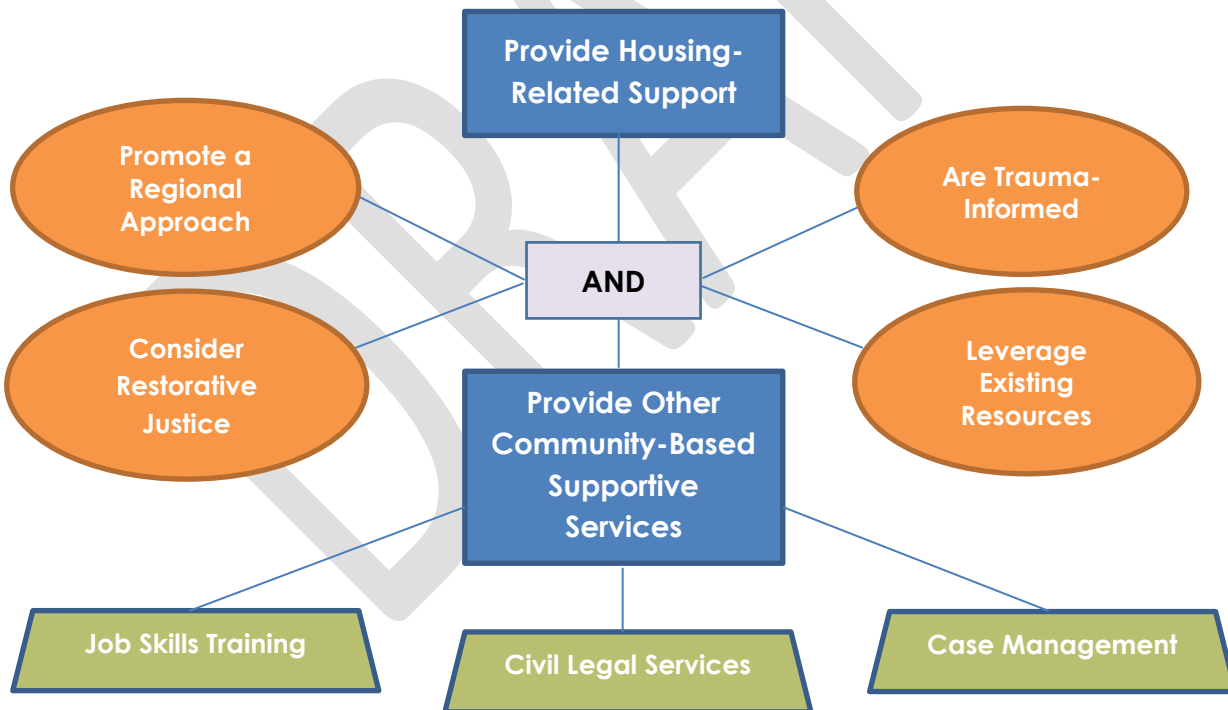 Provide Housing-
Related Support
Promote a
Regional
Approach
Are Trauma-
Informed
AND
Consider
Restorative
Justice
Leverage
Existing
Resources
Provide Other
Community-Based
Supportive
Services
Job Skills Training
Civil Legal Services
Case Management